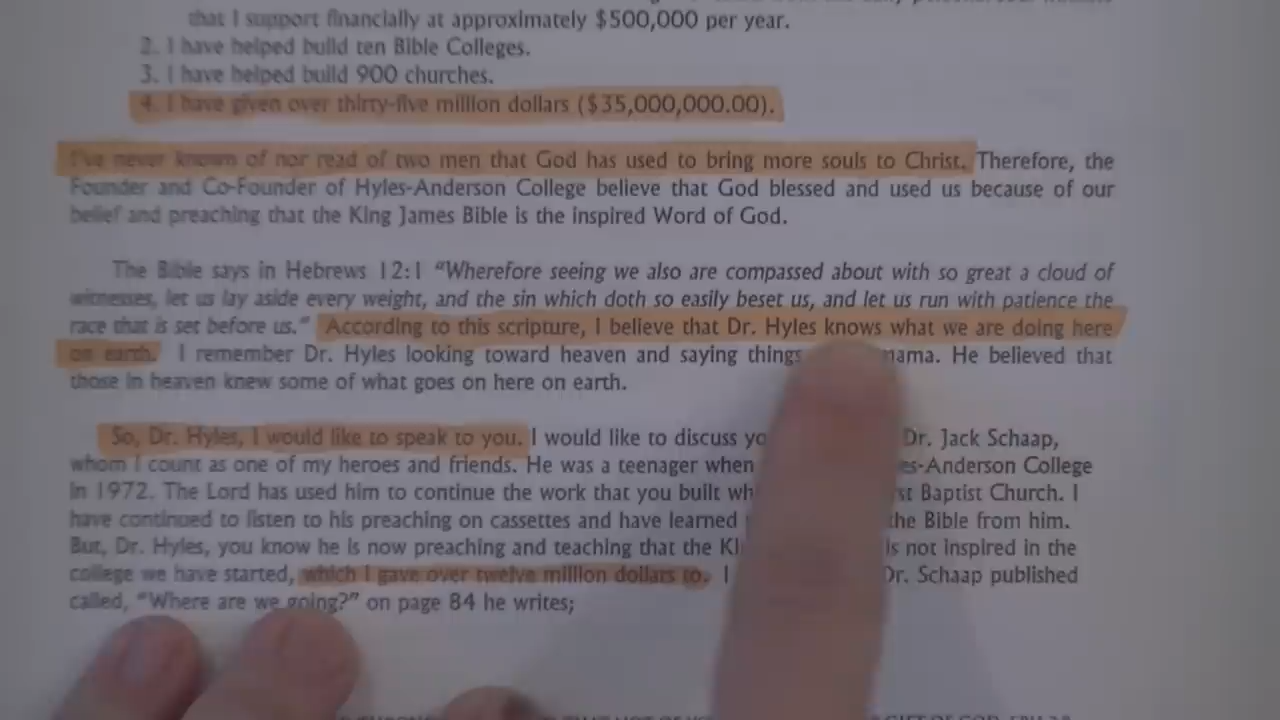 that I support financially at approximately $500,000 per year.
2. I have helped build ten Bible Colleges.
3. I have helped build 900 churches.
4. I have given over thirty-five million dollars ($35,000,000.00).
I've never known of nor read of two men that God has used to bring more souls to Christ. Therefore, the
Founder and Co-Founder of Hyles-Anderson College believe that God blessed and used us because of our
belief and preaching that the King James Bible is the inspired Word of God.
The Bible says in Hebrews 12:1 "Wherefore seeing we also are compassed about with so great a cloud of
witnesses, let us lay aside every weight, and the sin which doth so easily beset us, and let us run with patience the
race that is set before us." According to this scripture, I believe that Dr. Hyles knows what we are doing here
on earth. I remember Dr. Hyles looking toward heaven and saying things mama. He believed that
those in heaven knew some of what goes on here on earth.
So, Dr. Hyles, I would like to speak to you. I would like to discuss Dr. Jack Schaap,
whom I count as one of my heroes and friends. He was a teenager when es-Anderson College
in 1972. The Lord has used him to continue the work that you built st Baptist Church. I
have continued to listen to his preaching on cassettes and have learned the Bible from him.
But, Dr. Hyles, you know he is now preaching and teaching that the is not inspired in the
college we have started, which I gave over twelve million dollars to. I Dr. Schaap published
called, "Where are we going?" on page 84 he writes;